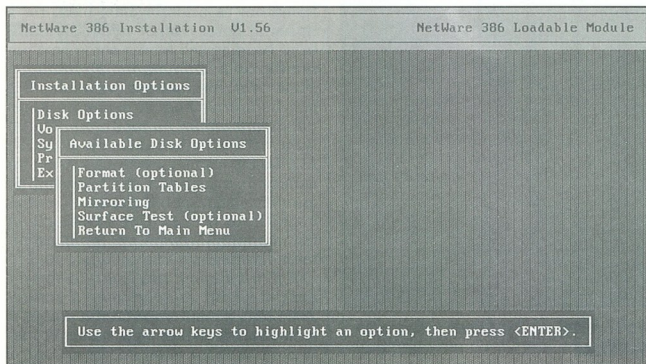 NetWare 386 Installation V1.56 NetWare 386 Loadable Module
Installation Options
Disk Options
Vo
Sy
Pr
Ex
Available Disk Options
Format (optional)
Partition Tables
Mirroring
Surface Test (optional)
Return To Main Menu
Use the arrow keys to highlight an option, then press <ENTER>.